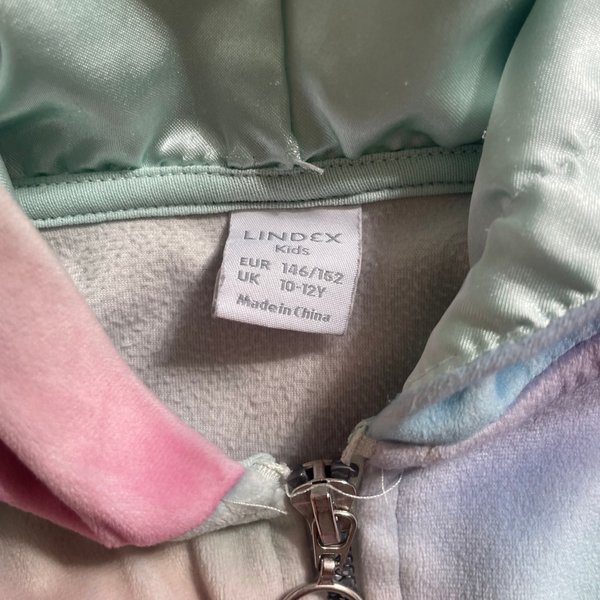 LINDEX
Kids
EUR 146/152
UK 10-12Y
Made in China